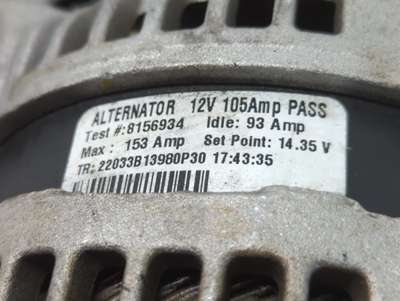 ALTERNATOR 12V 105Amp PASS
Test #:8156934 Idle: 93 Amp
Max : 153 Amp Set Point: 14.35 V
TR: 22033B13980P30 17:43:35